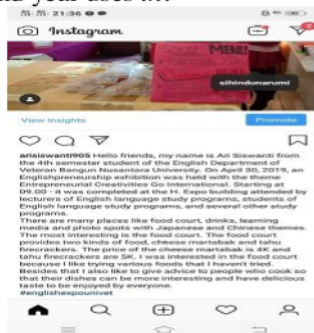 21:36
Instagram
MENU
sihindunarumi
View Insights
Promote
arisiswanti905 Hello friends, my name is Ari Siswanti from
the 4th semester student of the English Department of
Veteran Bangun Nusantara University. On April 30, 2019, an
Englishpreneurship exhibition was held with the theme
Entrepreneurial Creativities Go International. Starting at
09.00 - it was completed at the H. Expo building attended by
lecturers of English language study programs, students of
English language study programs, and several other study
programs.
There are many places like food court, drinks, learning
media and photo spots with Japanese and Chinese themes.
The most interesting is the food court. The food court
provides two kinds of food, cheese martabak and tahu
firecrackers. The price of the cheese martabak is 4K and
tahu firecrackers are 5K. I was interested in the food court
because I like trying various foods that I haven't tried.
Besides that I also like to give advice to people who cook so
that their dishes can be more interesting and have delicious
taste to be enjoyed by everyone.
#englishexpounivet